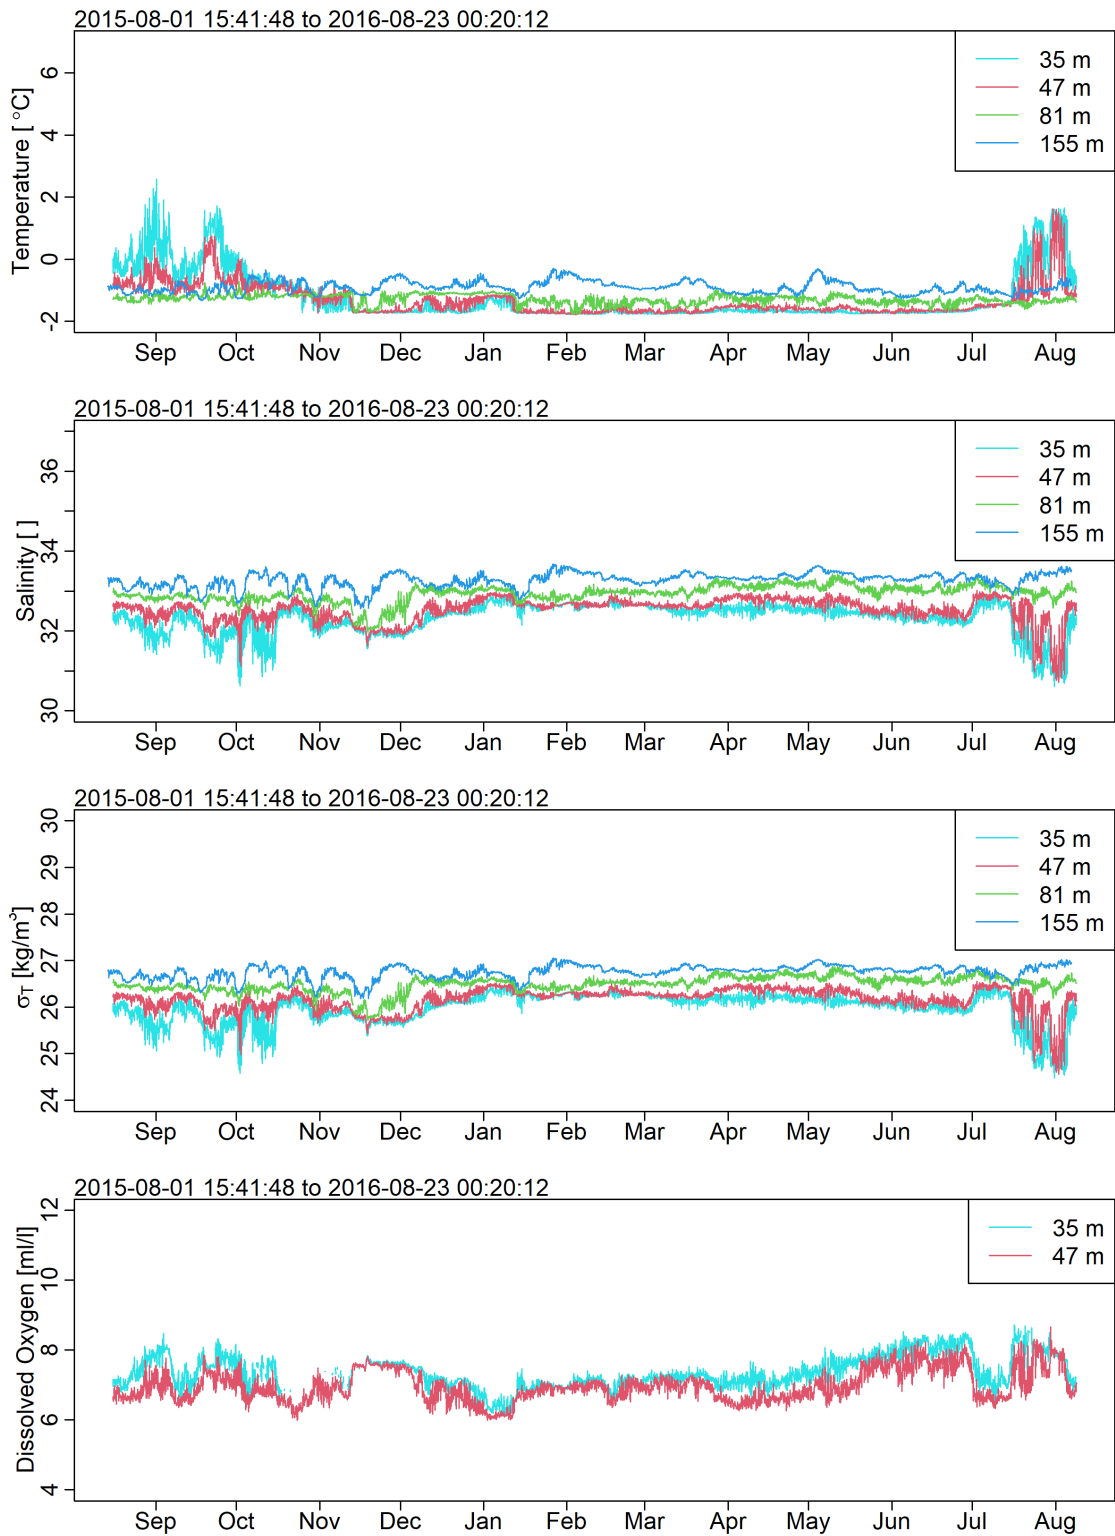 2015-08-01 15:41:48 to 2016-08-23 00:20:12
Temperature [ °C]
6
4
2
0
-2
35 m
47 m
81 m
155 m
Sep Oct Nov Dec Jan Feb Mar Apr May Jun Jul Aug
2015-08-01 15:41:48 to 2016-08-23 00:20:12
Salinity [ ]
36
34
32
30
35 m
47 m
81 m
155 m
Sep Oct Nov Dec Jan Feb Mar Apr May Jun Jul Aug
2015-08-01 15:41:48 to 2016-08-23 00:20:12
σT [kg/m³]
30
29
28
27
26
25
24
35 m
47 m
81 m
155 m
Sep Oct Nov Dec Jan Feb Mar Apr May Jun Jul Aug
2015-08-01 15:41:48 to 2016-08-23 00:20:12
Dissolved Oxygen [ml/l]
12
10
8
6
4
35 m
47 m
Sep Oct Nov Dec Jan Feb Mar Apr May Jun Jul Aug